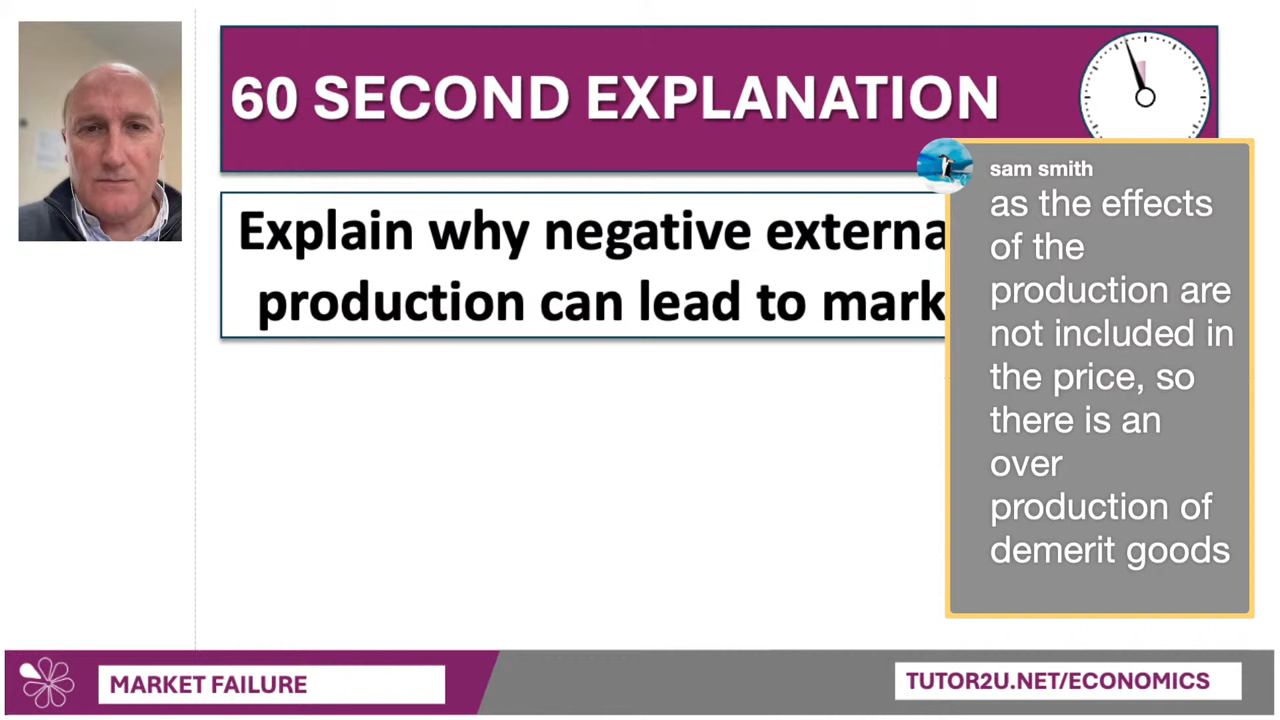 60 SECOND EXPLANATION
Explain why negative externa
production can lead to mark
sam smith
as the effects
of the
production are
not included in
the price, so
there is an
over
production of
demerit goods
MARKET FAILURE
TUTOR2U.NET/ECONOMICS